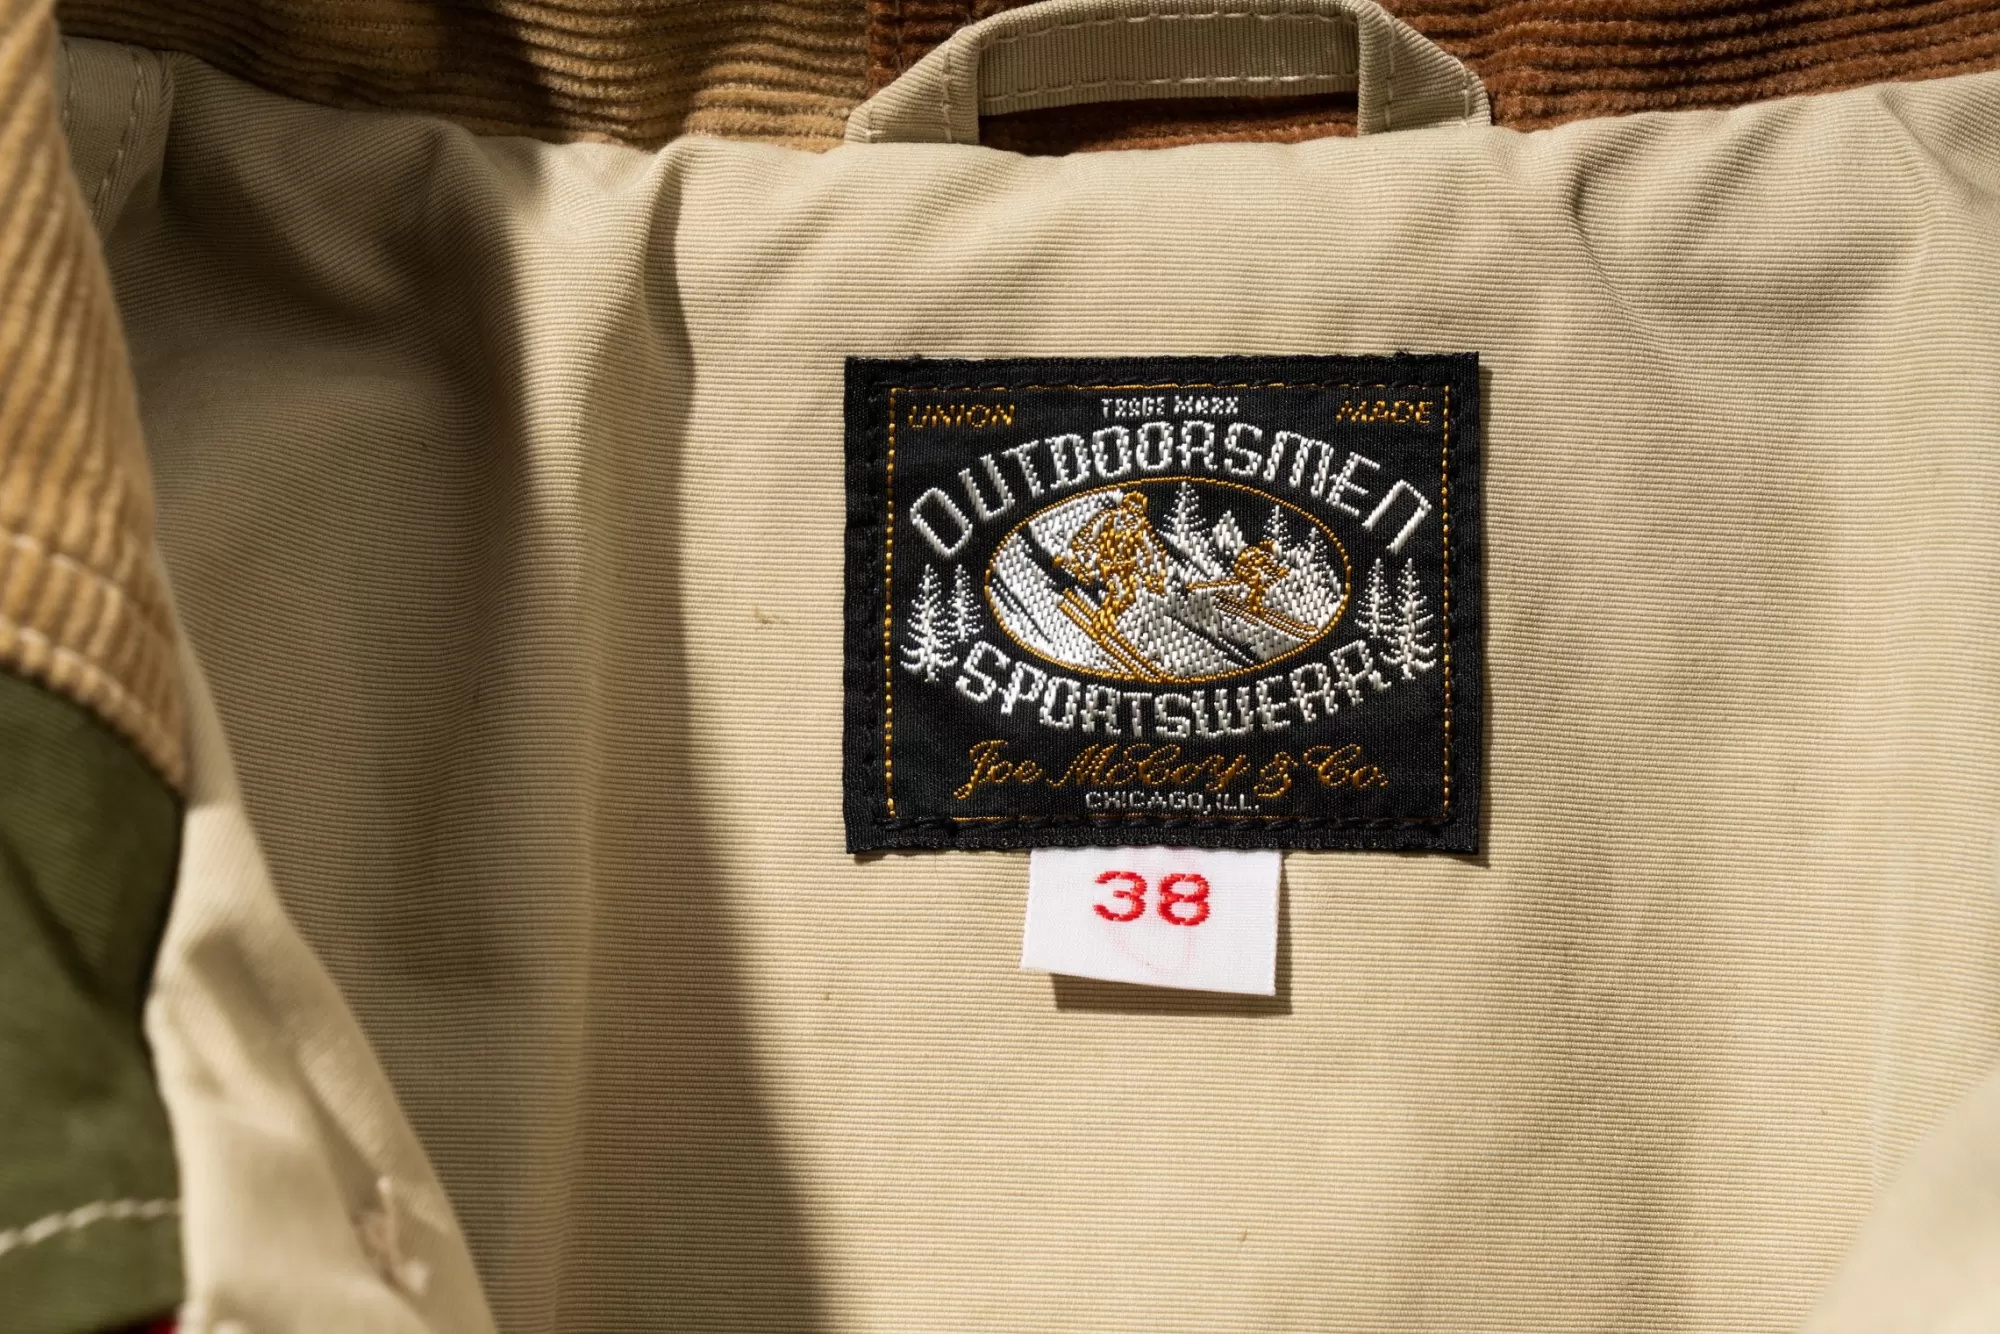 UNION TRADE MARK MADE
OUTDOORSMEN
SPORTSWEAR
Joe McCoy & Co.
CHICAGO, ILL.
38